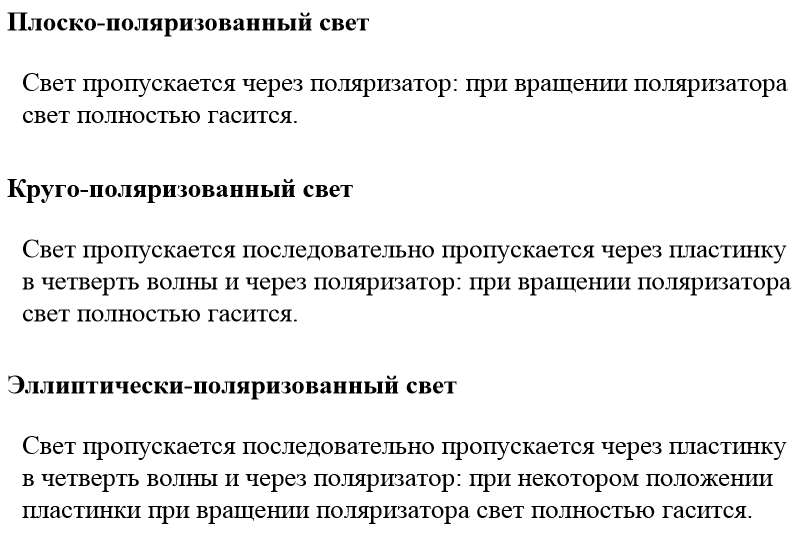 Плоско-поляризованный свет
Свет пропускается через поляризатор: при вращении поляризатора
свет полностью гасится.
Круго-поляризованный свет
Свет пропускается последовательно пропускается через пластинку
в четверть волны и через поляризатор: при вращении поляризатора
свет полностью гасится.
Эллиптически-поляризованный свет
Свет пропускается последовательно пропускается через пластинку
в четверть волны и через поляризатор: при некотором положении
пластинки при вращении поляризатора свет полностью гасится.